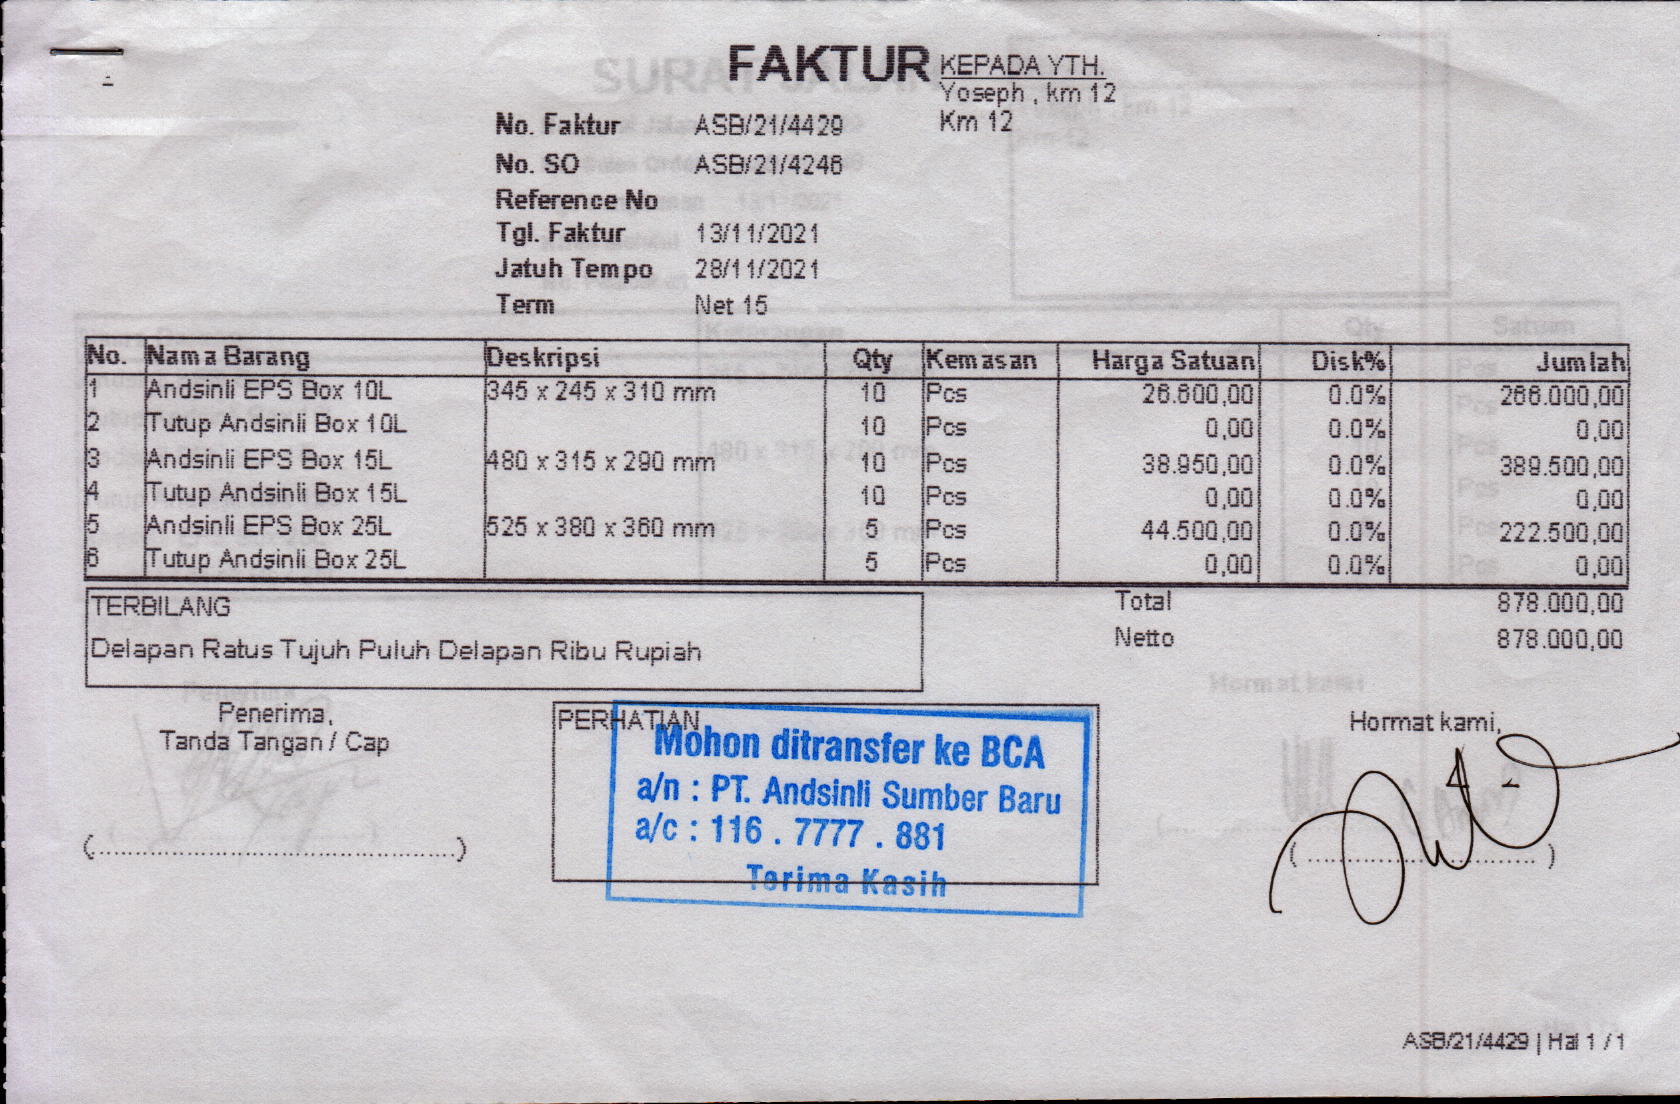 FAKTUR
KEPADA YTH.
Yoseph , km 12
Km 12
No. Faktur ASB/21/4429
No. SO ASB/21/4246
Reference No
Tgl. Faktur 13/11/2021
Jatuh Tempo 28/11/2021
Term Net 15
No. Nama Barang Deskripsi Qty Kemasan Harga Satuan Disk% Jumlah
1 Andsinli EPS Box 10L 345 x 245 x 310 mm 10 Pcs 26.600,00 0.0% 266.000,00
2 Tutup Andsinli Box 10L 10 Pcs 0,00 0.0% 0,00
3 Andsinli EPS Box 15L 480 x 315 x 290 mm 10 Pcs 38.950,00 0.0% 389.500,00
4 Tutup Andsinli Box 15L 10 Pcs 0,00 0.0% 0,00
5 Andsinli EPS Box 25L 525 x 380 x 360 mm 5 Pcs 44.500,00 0.0% 222.500,00
6 Tutup Andsinli Box 25L 5 Pcs 0,00 0.0% 0,00
TERBILANG
Delapan Ratus Tujuh Puluh Delapan Ribu Rupiah
Total 878.000,00
Netto 878.000,00
Penerima,
Tanda Tangan / Cap
(..............................................)
PERHATIAN
Mohon ditransfer ke BCA
a/n : PT. Andsinli Sumber Baru
a/c : 116 . 7777 . 881
Terima Kasih
Hormat kami,
( ................................ )
ASB/21/4429 | Hal 1 / 1